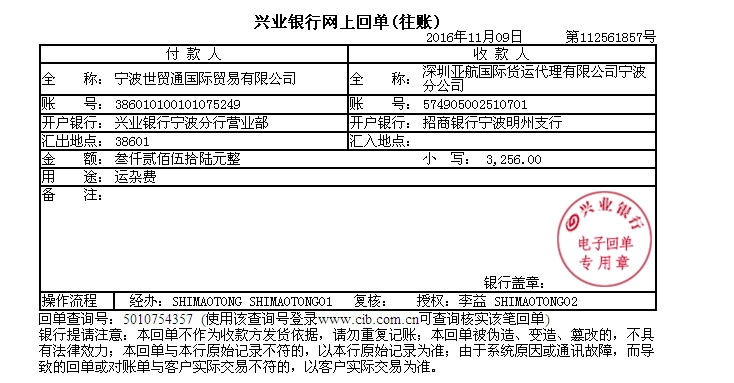 兴业银行网上回单(往账)
2016年11月09日 第112561857号
付 款 人 收 款 人
全 称: 宁波世贸通国际贸易有限公司 全 称: 深圳亚航国际货运代理有限公司宁波
分公司
账 号: 386010100101075249 账 号: 574905002510701
开户银行: 兴业银行宁波分行营业部 开户银行: 招商银行宁波明州支行
汇出地点: 38601 汇入地点:
金 额: 叁仟贰佰伍拾陆元整 小 写: 3,256.00
用 途: 运杂费
备 注:
兴业银行
电子回单
专用章
银行盖章:
操作流程 经办: SHIMAOTONG SHIMAOTONG01 复核: 授权: 李益 SHIMAOTONG02
回单查询号: 5010754357 (使用该查询号登录www.cib.com.cn可查询核实该笔回单)
银行提请注意: 本回单不作为收款方发货依据, 请勿重复记账; 本回单被伪造、变造、篡改的, 不具
有法律效力; 本回单与本行原始记录不符的, 以本行原始记录为准; 由于系统原因或通讯故障, 而导
致的回单或对账单与客户实际交易不符的, 以客户实际交易为准。